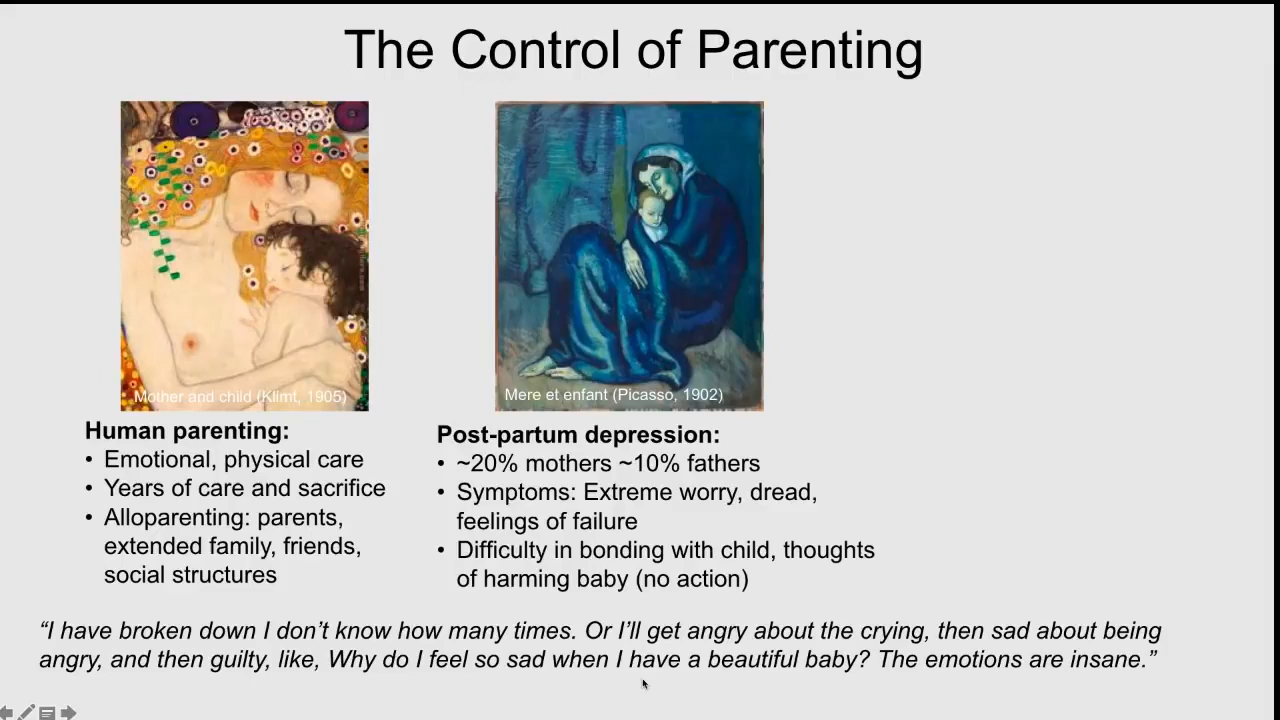 The Control of Parenting
Mother and child (Klimt, 1905)
Mere et enfant (Picasso, 1902)
Human parenting:
• Emotional, physical care
• Years of care and sacrifice
• Alloparenting: parents,
extended family, friends,
social structures
Post-partum depression:
• ~20% mothers ~10% fathers
• Symptoms: Extreme worry, dread,
feelings of failure
• Difficulty in bonding with child, thoughts
of harming baby (no action)
“I have broken down I don’t know how many times. Or I’ll get angry about the crying, then sad about being
angry, and then guilty, like, Why do I feel so sad when I have a beautiful baby? The emotions are insane.”